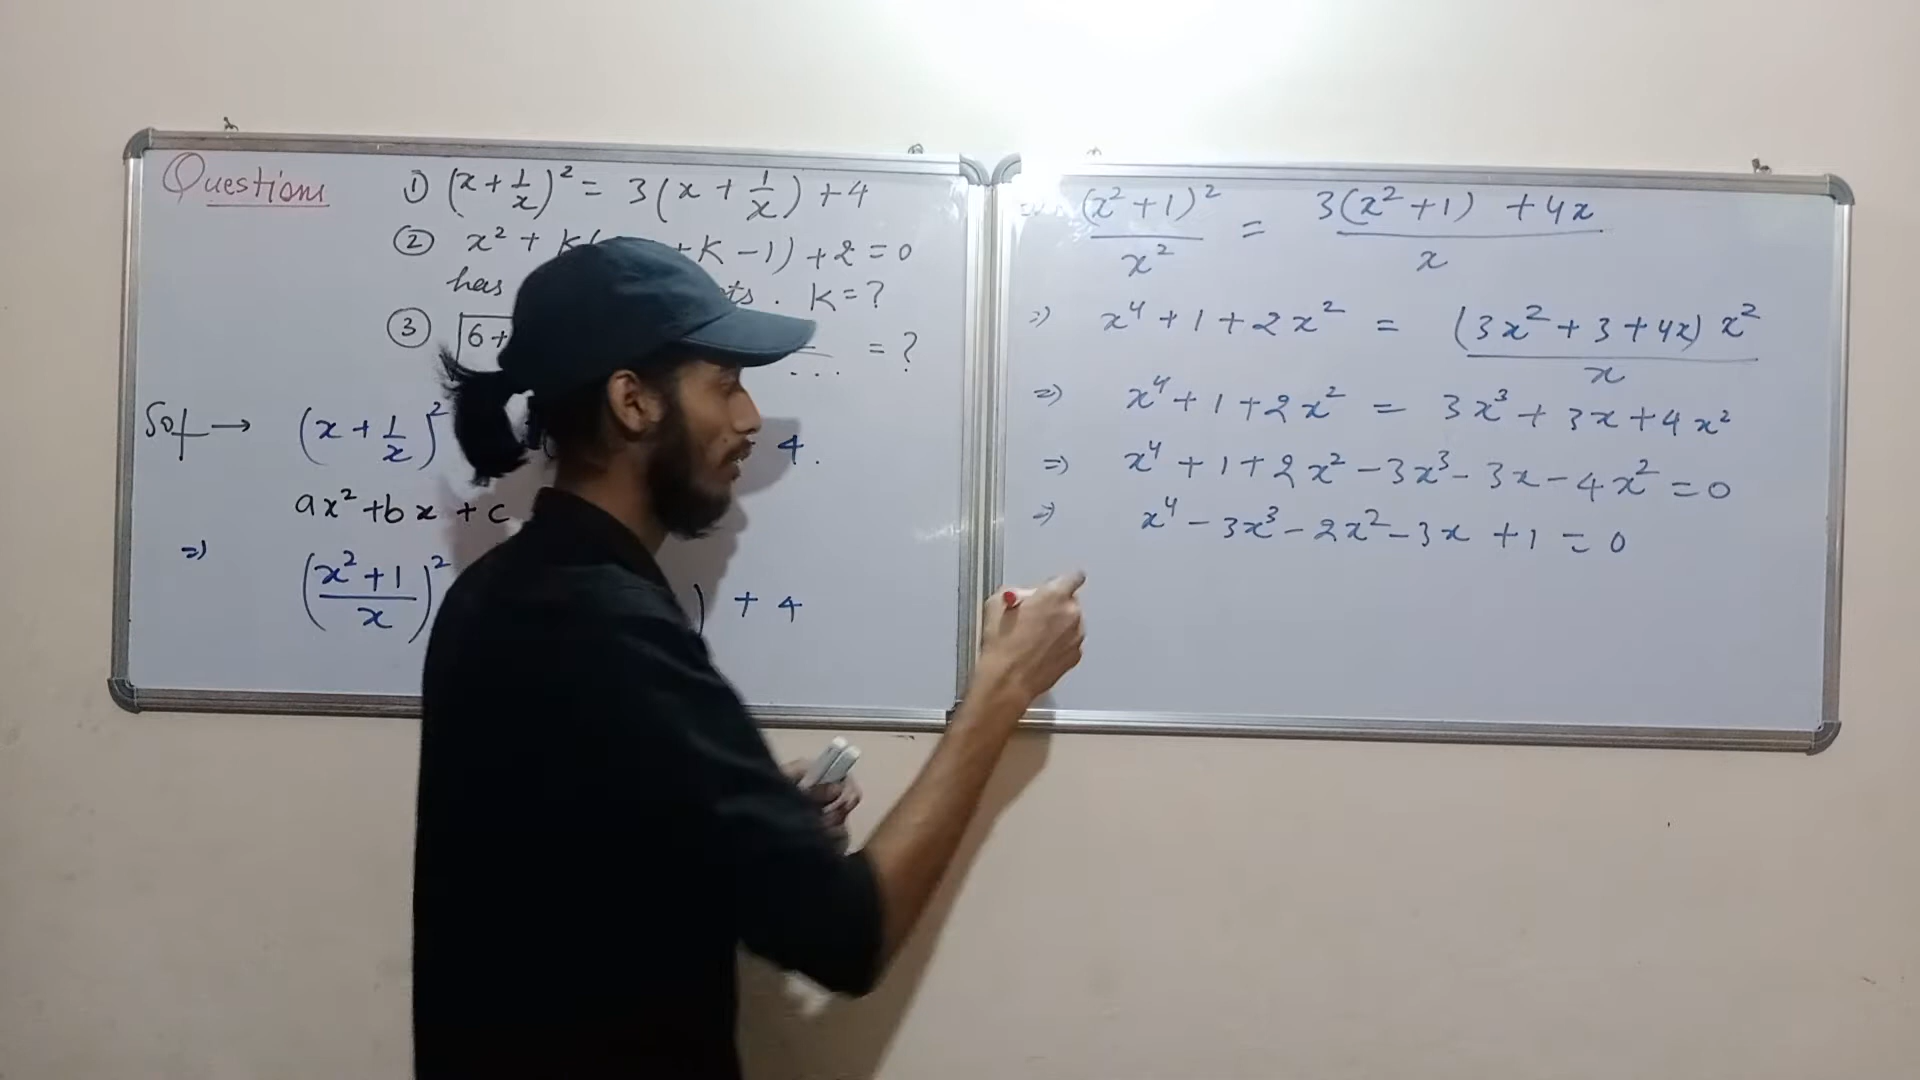 Questions
① (x + 1/x)² = 3(x + 1/x) + 4
② x² + K( + K - 1) + 2 = 0
has . K = ?
③ √6+ ... = ?
Sol → (x + 1/x)² 4.
ax² + bx + c
⇒ ((x² + 1)/x)² ) + 4
(x² + 1)²/x² = (3(x² + 1) + 4x)/x
⇒ x⁴ + 1 + 2x² = ((3x² + 3 + 4x) x²)/x
⇒ x⁴ + 1 + 2x² = 3x³ + 3x + 4x²
⇒ x⁴ + 1 + 2x² - 3x³ - 3x - 4x² = 0
⇒ x⁴ - 3x³ - 2x² - 3x + 1 = 0